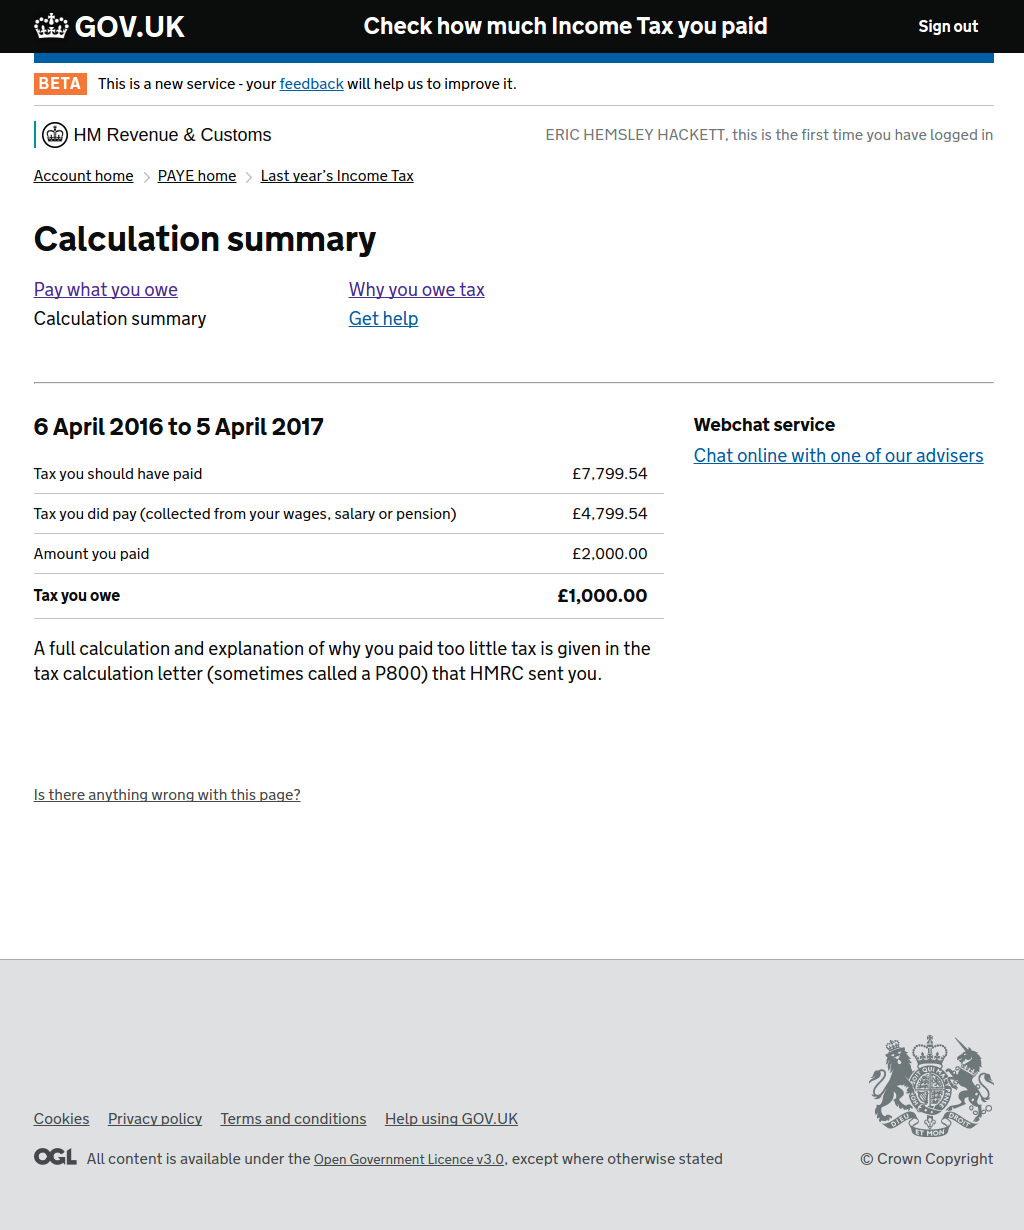 GOV.UK
Check how much Income Tax you paid
Sign out
BETA This is a new service - your feedback will help us to improve it.
HM Revenue & Customs
ERIC HEMSLEY HACKETT, this is the first time you have logged in
Account home
PAYE home
Last year's Income Tax
Calculation summary
Pay what you owe
Why you owe tax
Calculation summary
Get help
6 April 2016 to 5 April 2017
Tax you should have paid £7,799.54
Tax you did pay (collected from your wages, salary or pension) £4,799.54
Amount you paid £2,000.00
Tax you owe £1,000.00
A full calculation and explanation of why you paid too little tax is given in the
tax calculation letter (sometimes called a P800) that HMRC sent you.
Webchat service
Chat online with one of our advisers
Is there anything wrong with this page?
Cookies Privacy policy Terms and conditions Help using GOV.UK
OGL All content is available under the Open Government Licence v3.0, except where otherwise stated
DIEU ET MON DROIT
© Crown Copyright